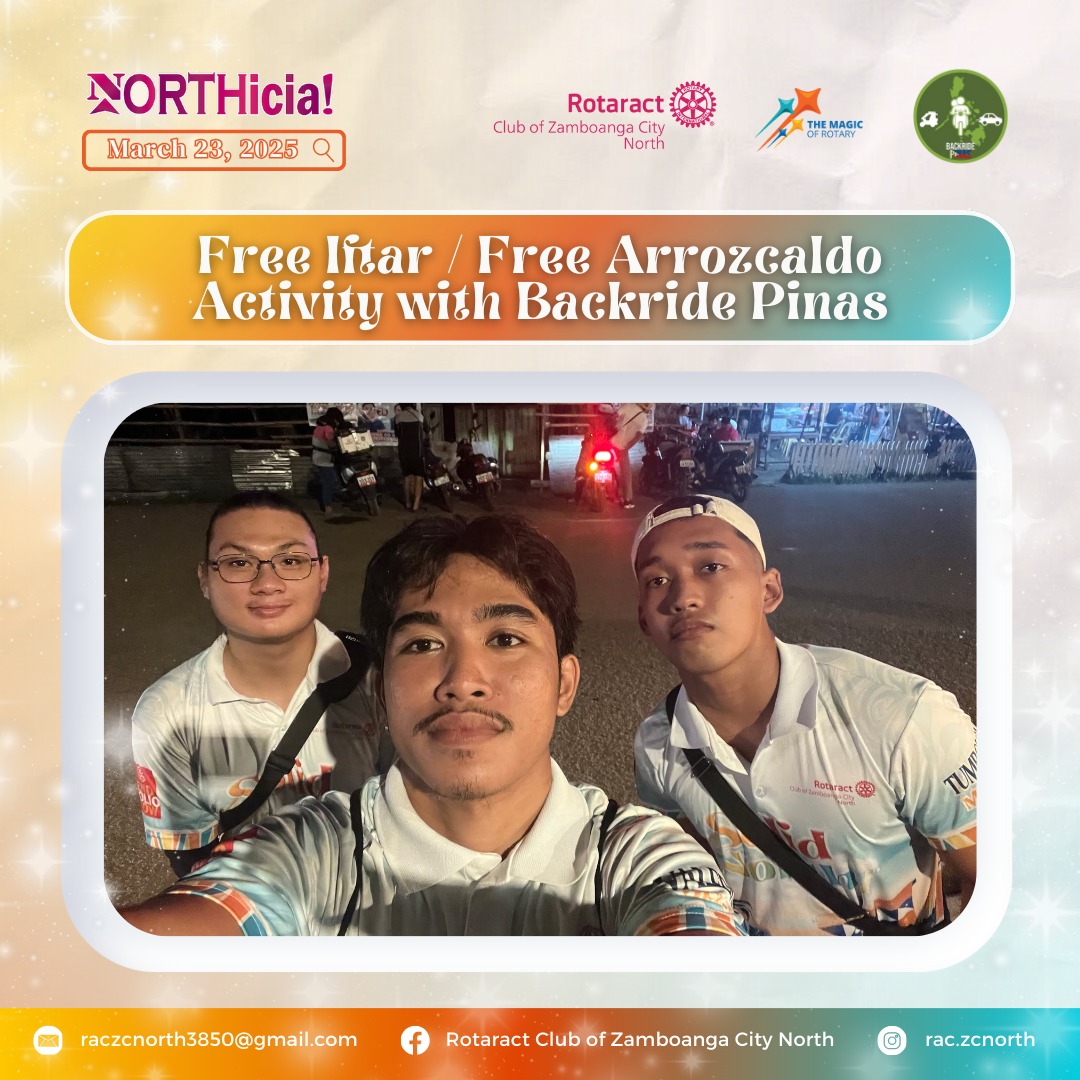 NORTHicia!
March 23, 2025
Rotaract
Club of Zamboanga City
North
THE MAGIC
OF ROTARY
BACKRIDE
Free Iftar / Free Arrozcaldo
Activity with Backride Pinas
Rotaract
Club of Zamboanga City
North
Solid
raczcnorth3850@gmail.com
Rotaract Club of Zamboanga City North
rac.zcnorth